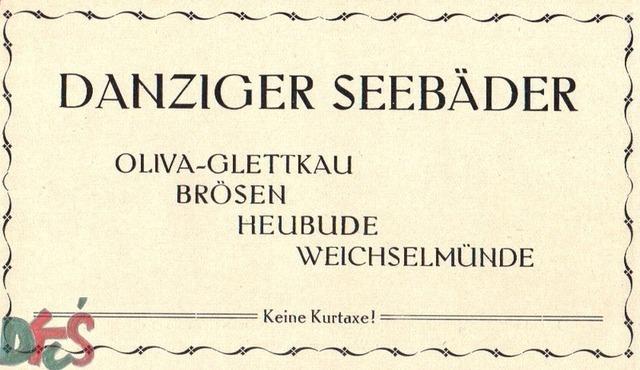 DANZIGER SEEBÄDER
OLIVA-GLETTKAU
BRÖSEN
HEUBUDE
WEICHSELMÜNDE
Keine Kurtaxe!